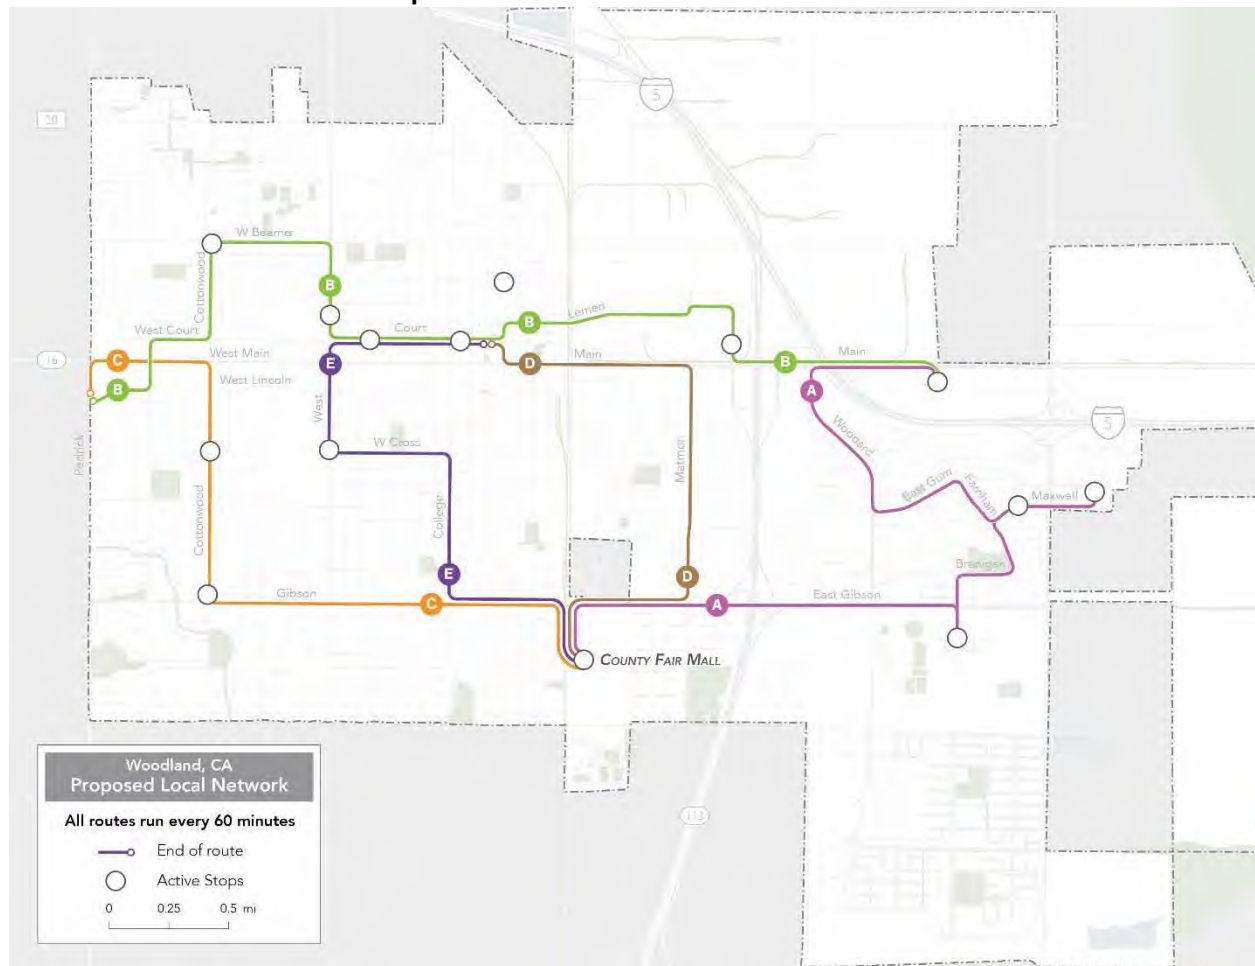 5
20
W Beamer
Cottonwood
B
B
Lemen
West Court
Court
16
C
West Main
E
D
Main
B
Main
B
West Lincoln
A
5
Pedrick
West
W Cross
Woodard
Matmor
East Gum
Farnham
Maxwell
Cottonwood
College
Branigan
E
D
Gibson
C
A
East Gibson
COUNTY FAIR MALL
113
Woodland, CA
Proposed Local Network
All routes run every 60 minutes
End of route
Active Stops
0 0.25 0.5 mi